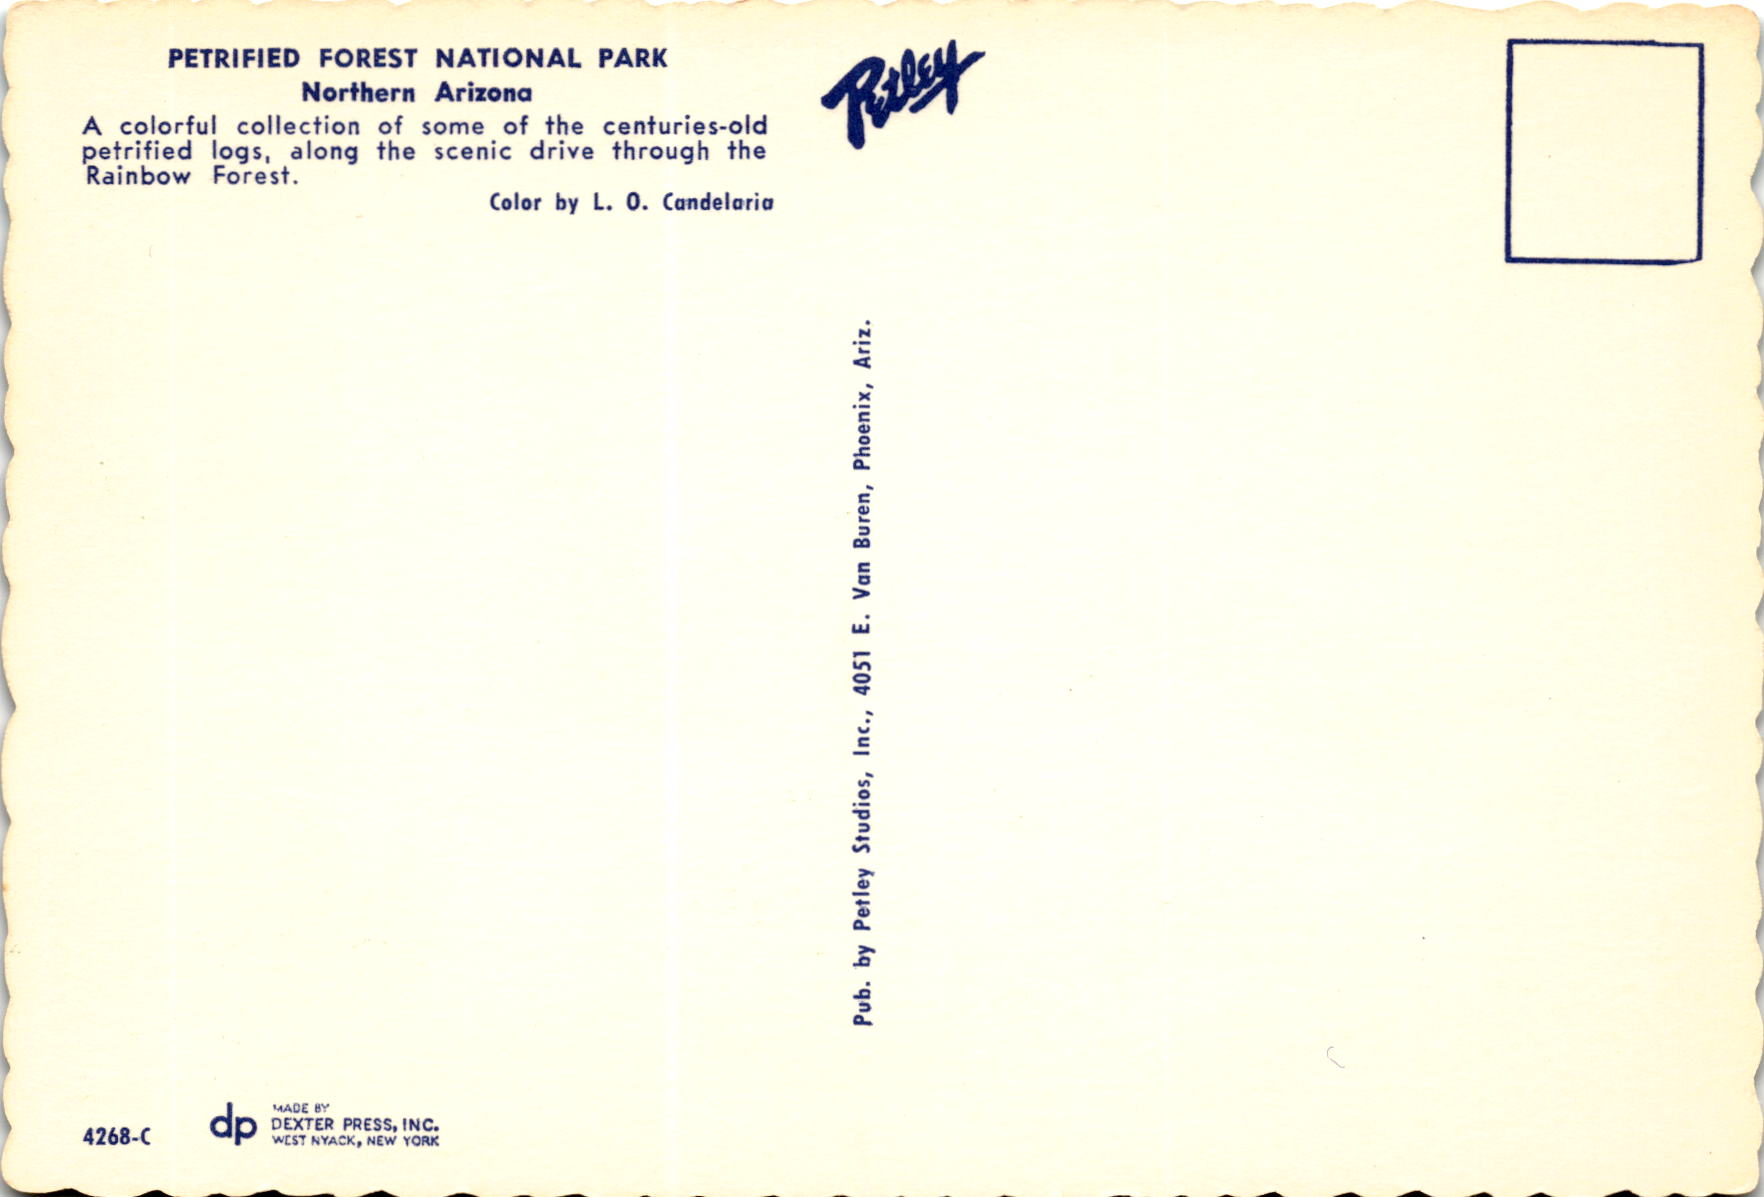 PETRIFIED FOREST NATIONAL PARK
Northern Arizona
A colorful collection of some of the centuries-old
petrified logs, along the scenic drive through the
Rainbow Forest.
Color by L. O. Candelaria
Petley
Pub. by Petley Studios, Inc., 4051 E. Van Buren, Phoenix, Ariz.
4268-C
dp
MADE BY
DEXTER PRESS, INC.
WEST NYACK, NEW YORK